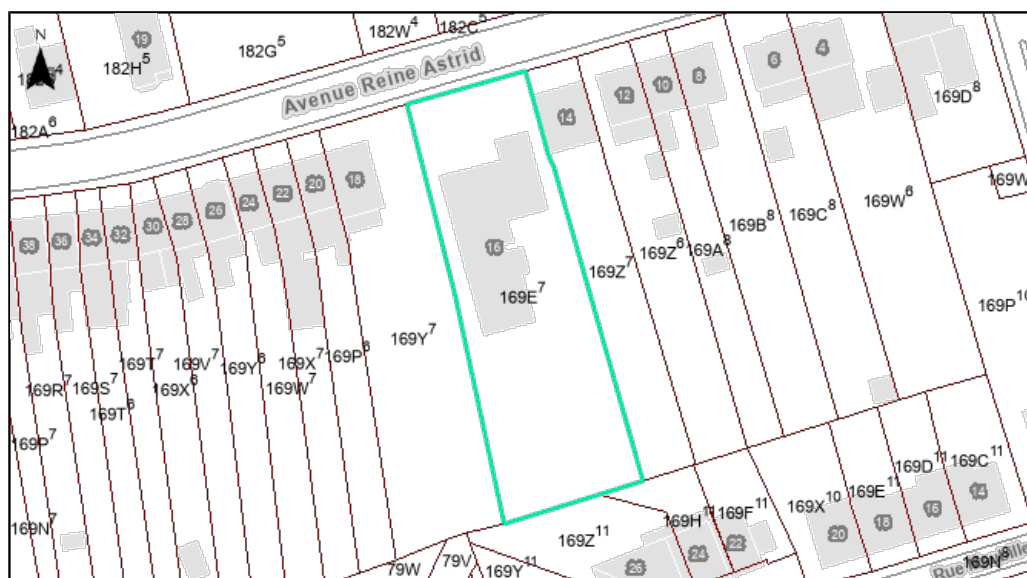 182W⁴
182C⁵
N
19
182G⁵
182H⁵
Avenue Reine Astrid
182A⁶
6
4
12
10
8
14
169D⁸
169W
18
20
22
24
26
28
30
32
34
36
38
169W⁶
169C⁸
169B⁸
169A⁸
169Z⁶
169Z⁷
16
169E⁷
169P¹⁰
169Y⁷
169P⁶
169X⁷
169W⁷
169Y⁶
169V⁷
169X⁶
169T⁷
169T⁶
169S⁷
169R⁷
169P⁷
169N⁷
169C¹¹
169D¹¹
169E¹¹
169X¹⁰
14
16
18
20
169F¹¹
169H¹¹
22
24
26
169Z¹¹
169Y¹¹
79V
79W
169N⁸